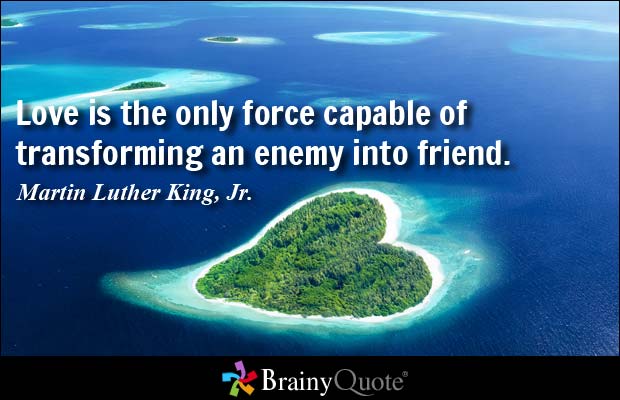 Love is the only force capable of
transforming an enemy into friend.
Martin Luther King, Jr.
BrainyQuote®